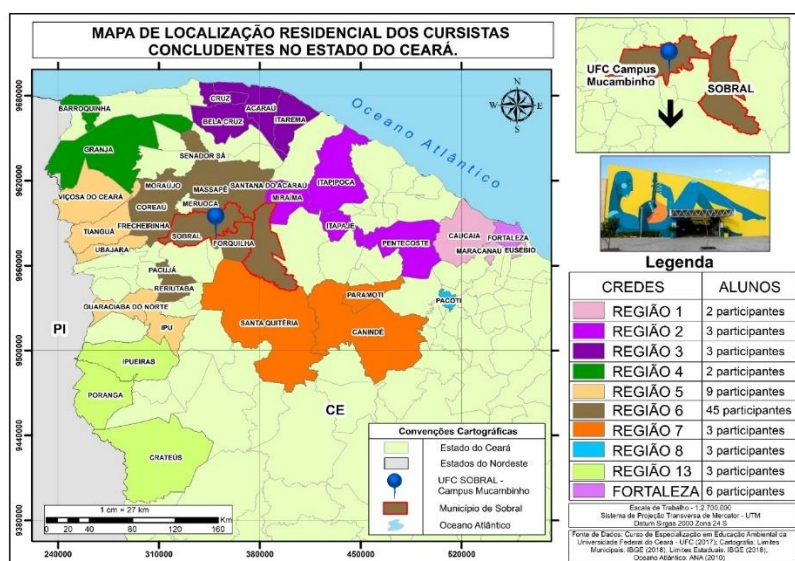 MAPA DE LOCALIZAÇÃO RESIDENCIAL DOS CURSISTAS
CONCLUDENTES NO ESTADO DO CEARÁ.
UFC Campus
Mucambinho
SOBRAL
9680000
9620000
9560000
9500000
9440000
9380000
240000
310000
380000
450000
520000
Oceano Atlântico
W
N
E
S
BARROQUINHA
GRANJA
CRUZ
ACARAÚ
BELA CRUZ
ITAREMA
SENADOR SÁ
MORAÚJO
MASSAPÊ
SANTANA DO ACARAÚ
ITAPIPOCA
VIÇOSA DO CEARÁ
COREAÚ
MERUOCA
MIRAÍMA
TIANGUÁ
FRECHEIRINHA
SOBRAL
FORQUILHA
ITAPAJÉ
PENTECOSTE
CAUCAIA
FORTALEZA
MARACANAÚ
EUSÉBIO
UBAJARA
PACUJÁ
RERIUTABA
GUARACIABA DO NORTE
PARAMOTI
PACOTI
PI
IPU
SANTA QUITÉRIA
CANINDÉ
IPUEIRAS
PORANGA
CE
CRATEÚS
1 cm = 27 km
0 20 40 80 120 160
Km
Convenções Cartográficas
Estado do Ceará
Estados do Nordeste
UFC SOBRAL -
Campus Mucambinho
Município de Sobral
Oceano Atlântico
Legenda
CREDES ALUNOS
REGIÃO 1 2 participantes
REGIÃO 2 3 participantes
REGIÃO 3 3 participantes
REGIÃO 4 2 participantes
REGIÃO 5 9 participantes
REGIÃO 6 45 participantes
REGIÃO 7 3 participantes
REGIÃO 8 3 participantes
REGIÃO 13 3 participantes
FORTALEZA 6 participantes
Escala de Trabalho - 1:2.700.000
Sistema de Projeção Transversa de Mercator - UTM
Datum Sirgas 2000 Zona 24 S
Fonte de Dados: Curso de Especialização em Educação Ambiental da
Universidade Federal do Ceará - UFC (2017); Cartografia: Limites
Municipais: IBGE (2018), Limites Estaduais: IBGE (2018);
Oceano Atlântico: ANA (2010)